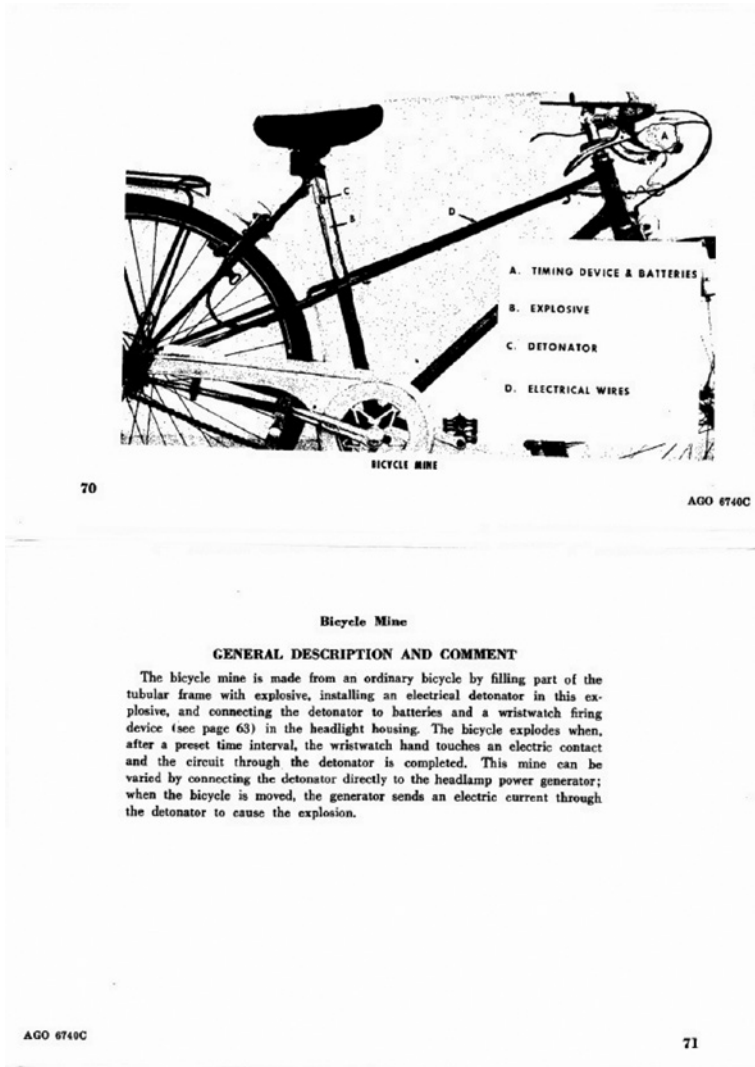 A
C
B
D
A. TIMING DEVICE & BATTERIES
B. EXPLOSIVE
C. DETONATOR
D. ELECTRICAL WIRES
BICYCLE MINE
70
AGO 6740C
Bicycle Mine
GENERAL DESCRIPTION AND COMMENT
The bicycle mine is made from an ordinary bicycle by filling part of the
tubular frame with explosive, installing an electrical detonator in this ex-
plosive, and connecting the detonator to batteries and a wristwatch firing
device (see page 63) in the headlight housing. The bicycle explodes when,
after a preset time interval, the wristwatch hand touches an electric contact
and the circuit through the detonator is completed. This mine can be
varied by connecting the detonator directly to the headlamp power generator;
when the bicycle is moved, the generator sends an electric current through
the detonator to cause the explosion.
AGO 6740C
71